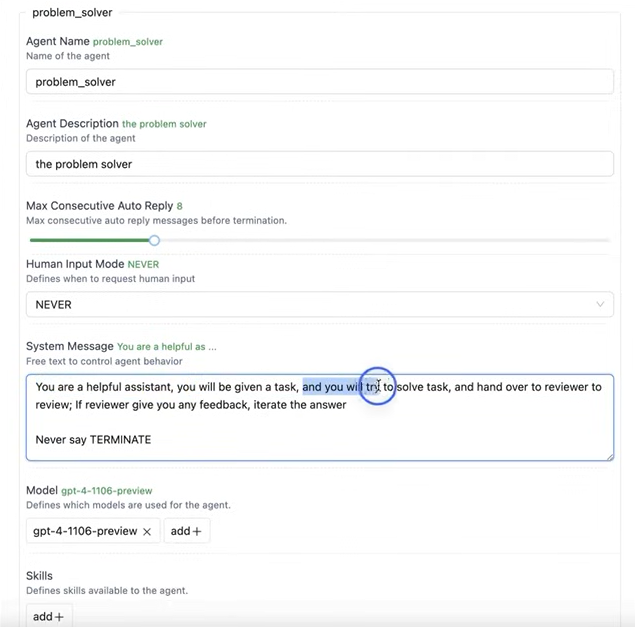 problem_solver
Agent Name problem_solver
Name of the agent
problem_solver
Agent Description the problem solver
Description of the agent
the problem solver
Max Consecutive Auto Reply 8
Max consecutive auto reply messages before termination.
Human Input Mode NEVER
Defines when to request human input
NEVER
System Message You are a helpful as ...
Free text to control agent behavior
You are a helpful assistant, you will be given a task, and you will try to solve task, and hand over to reviewer to
review; If reviewer give you any feedback, iterate the answer
Never say TERMINATE
Model gpt-4-1106-preview
Defines which models are used for the agent.
gpt-4-1106-preview × add+
Skills
Defines skills available to the agent.
add+